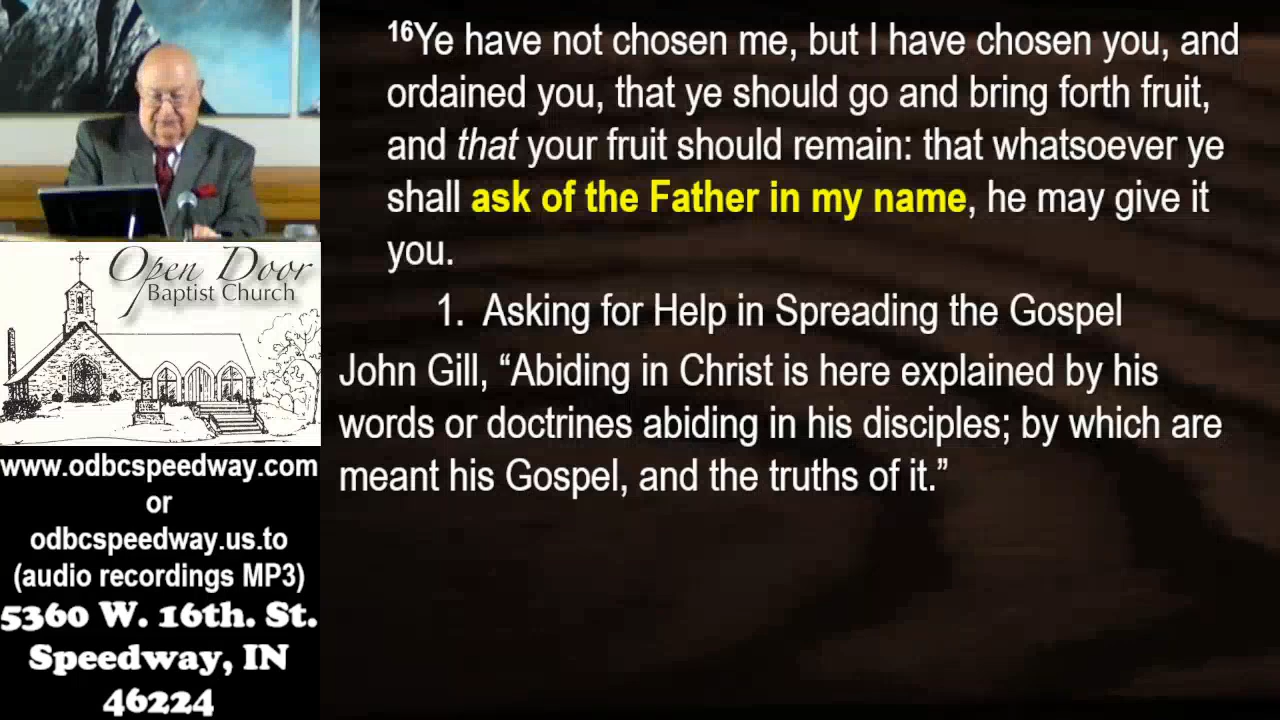 16Ye have not chosen me, but I have chosen you, and
ordained you, that ye should go and bring forth fruit,
and that your fruit should remain: that whatsoever ye
shall ask of the Father in my name, he may give it
you.
1. Asking for Help in Spreading the Gospel
John Gill, “Abiding in Christ is here explained by his
words or doctrines abiding in his disciples; by which are
meant his Gospel, and the truths of it.”
Open Door
Baptist Church
www.odbcspeedway.com
or
odbcspeedway.us.to
(audio recordings MP3)
5360 W. 16th. St.
Speedway, IN
46224